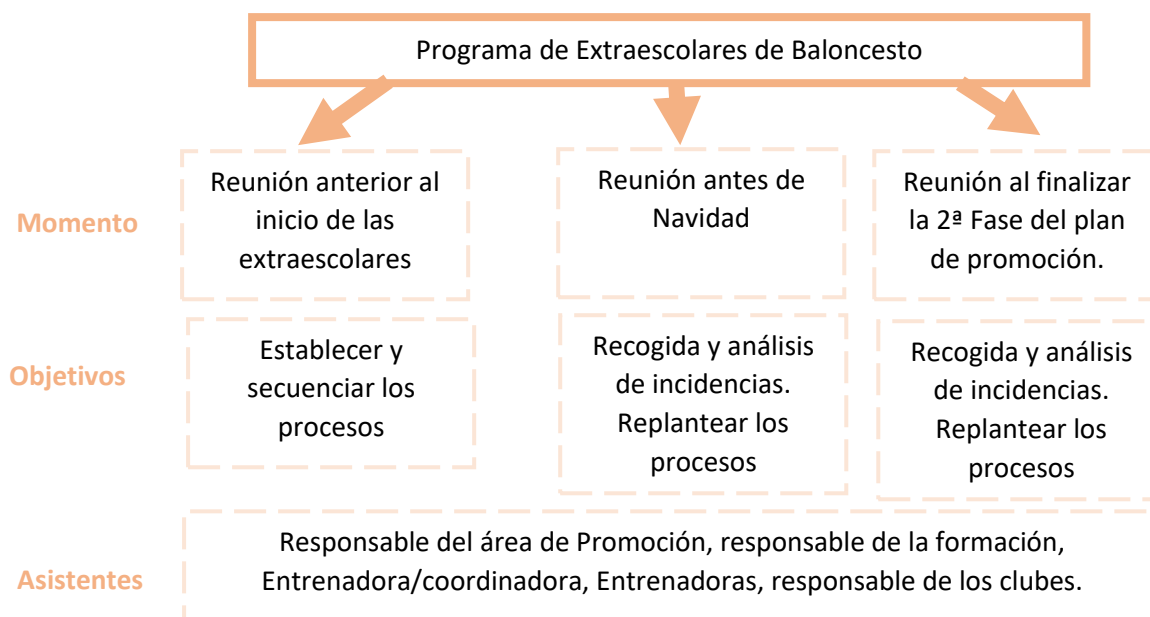 Programa de Extraescolares de Baloncesto
Momento
Reunión anterior al
inicio de las
extraescolares
Reunión antes de
Navidad
Reunión al finalizar
la 2ª Fase del plan
de promoción.
Objetivos
Establecer y
secuenciar los
procesos
Recogida y análisis
de incidencias.
Replantear los
procesos
Recogida y análisis
de incidencias.
Replantear los
procesos
Asistentes
Responsable del área de Promoción, responsable de la formación,
Entrenadora/coordinadora, Entrenadoras, responsable de los clubes.